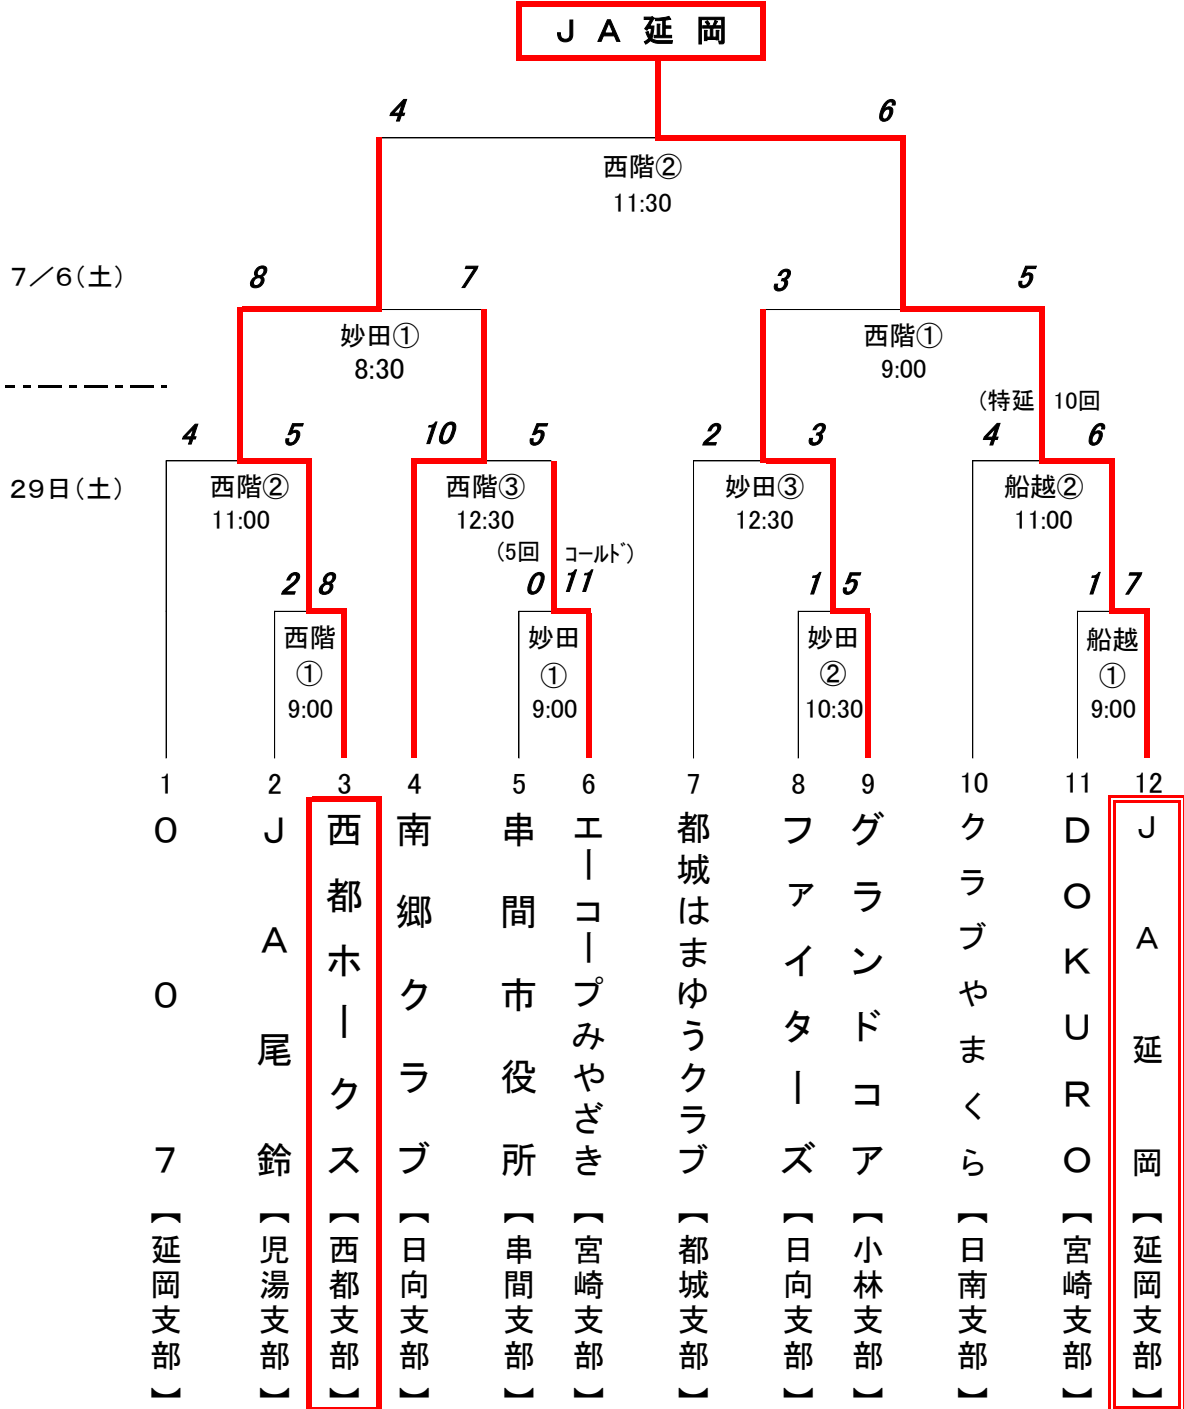 ＪＡ延岡
4 6
西階②
11:30
7／6(土)
8 7 3 5
妙田① 西階①
8:30 9:00
(特延 10回
4 5 10 5 2 3 4 6
29日(土)
西階② 西階③ 妙田③ 船越②
11:00 12:30 12:30 11:00
(5回 ｺｰﾙﾄﾞ)
2 8 0 11 1 5 1 7
西階① 妙田① 妙田② 船越①
9:00 9:00 10:30 9:00
1 2 3 4 5 6 7 8 9 10 11 12
００７【延岡支部】
ＪＡ尾鈴【児湯支部】
西都ホークス【西都支部】
南郷クラブ【日向支部】
串間市役所【串間支部】
エーコープみやざき【宮崎支部】
都城はまゆうクラブ【都城支部】
ファイターズ【日向支部】
グランドコア【小林支部】
クラブやまくら【日南支部】
ＤＯＫＵＲＯ【宮崎支部】
ＪＡ延岡【延岡支部】